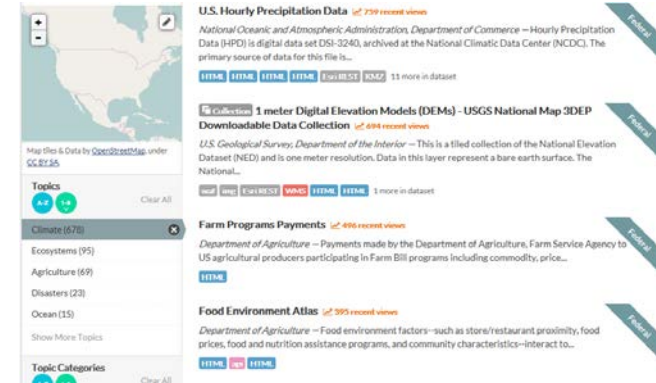 +
-
Map tiles & Data by OpenStreetMap, under
CC BY SA.
Topics
A-Z 1-9 Clear All
Climate (678)
Ecosystems (95)
Agriculture (69)
Disasters (23)
Ocean (15)
Show More Topics
Topic Categories
Clear All
U.S. Hourly Precipitation Data 759 recent views
Federal
National Oceanic and Atmospheric Administration, Department of Commerce — Hourly Precipitation
Data (HPD) is digital data set DSI-3240, archived at the National Climatic Data Center (NCDC). The
primary source of data for this file is...
HTML HTML HTML HTML Esri REST KMZ 11 more in dataset
Collection 1 meter Digital Elevation Models (DEMs) - USGS National Map 3DEP
Downloadable Data Collection 694 recent views
Federal
U.S. Geological Survey, Department of the Interior — This is a tiled collection of the National Elevation
Dataset (NED) and is one meter resolution. Data in this layer represent a bare earth surface. The
National...
Esri REST WMS HTML HTML 1 more in dataset
Farm Programs Payments 496 recent views
Federal
Department of Agriculture — Payments made by the Department of Agriculture, Farm Service Agency to
US agricultural producers participating in Farm Bill programs including commodity, price...
HTML
Food Environment Atlas 595 recent views
Federal
Department of Agriculture — Food environment factors--such as store/restaurant proximity, food
prices, food and nutrition assistance programs, and community characteristics--interact to...
HTML api HTML